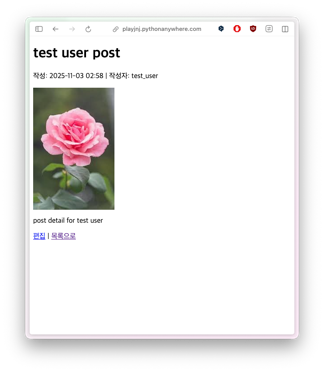 playjnj.pythonanywhere.com
test user post
작성: 2025-11-03 02:58 | 작성자: test_user
post detail for test user
편집 | 목록으로